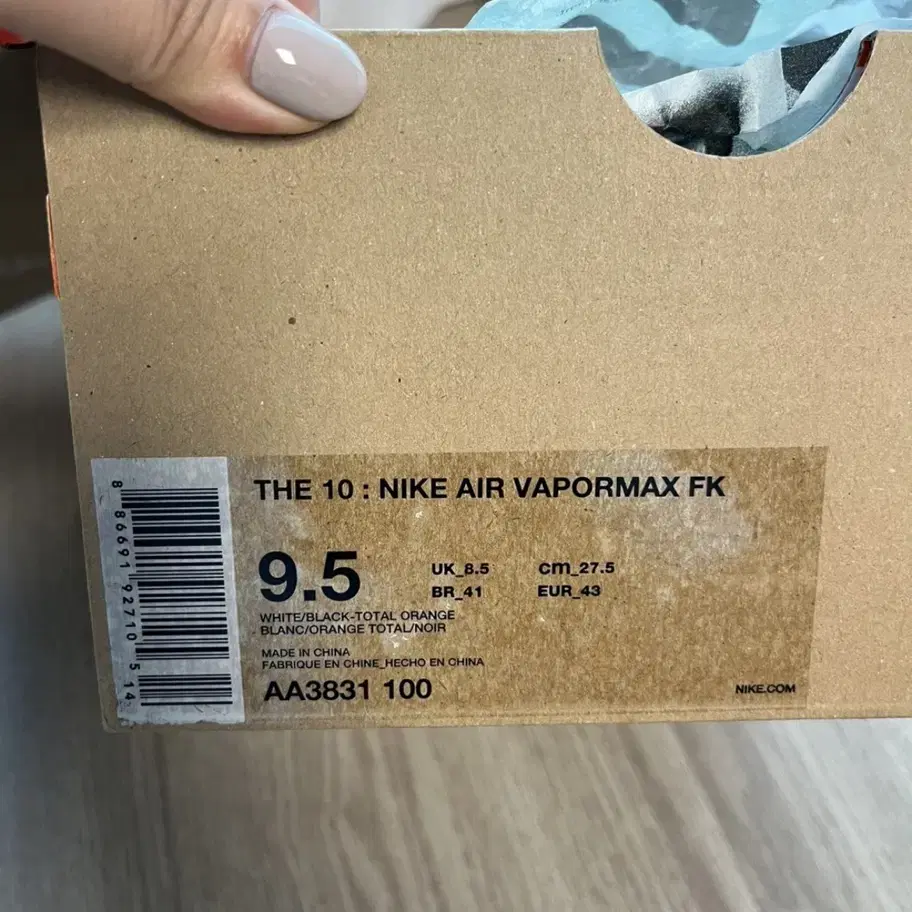 THE 10 : NIKE AIR VAPORMAX FK
9.5
UK_8.5 cm_27.5
BR_41 EUR_43
WHITE/BLACK-TOTAL ORANGE
BLANC/ORANGE TOTAL/NOIR
MADE IN CHINA
FABRIQUE EN CHINE_HECHO EN CHINA
AA3831 100
NIKE.COM
8 86691 92710 5 14